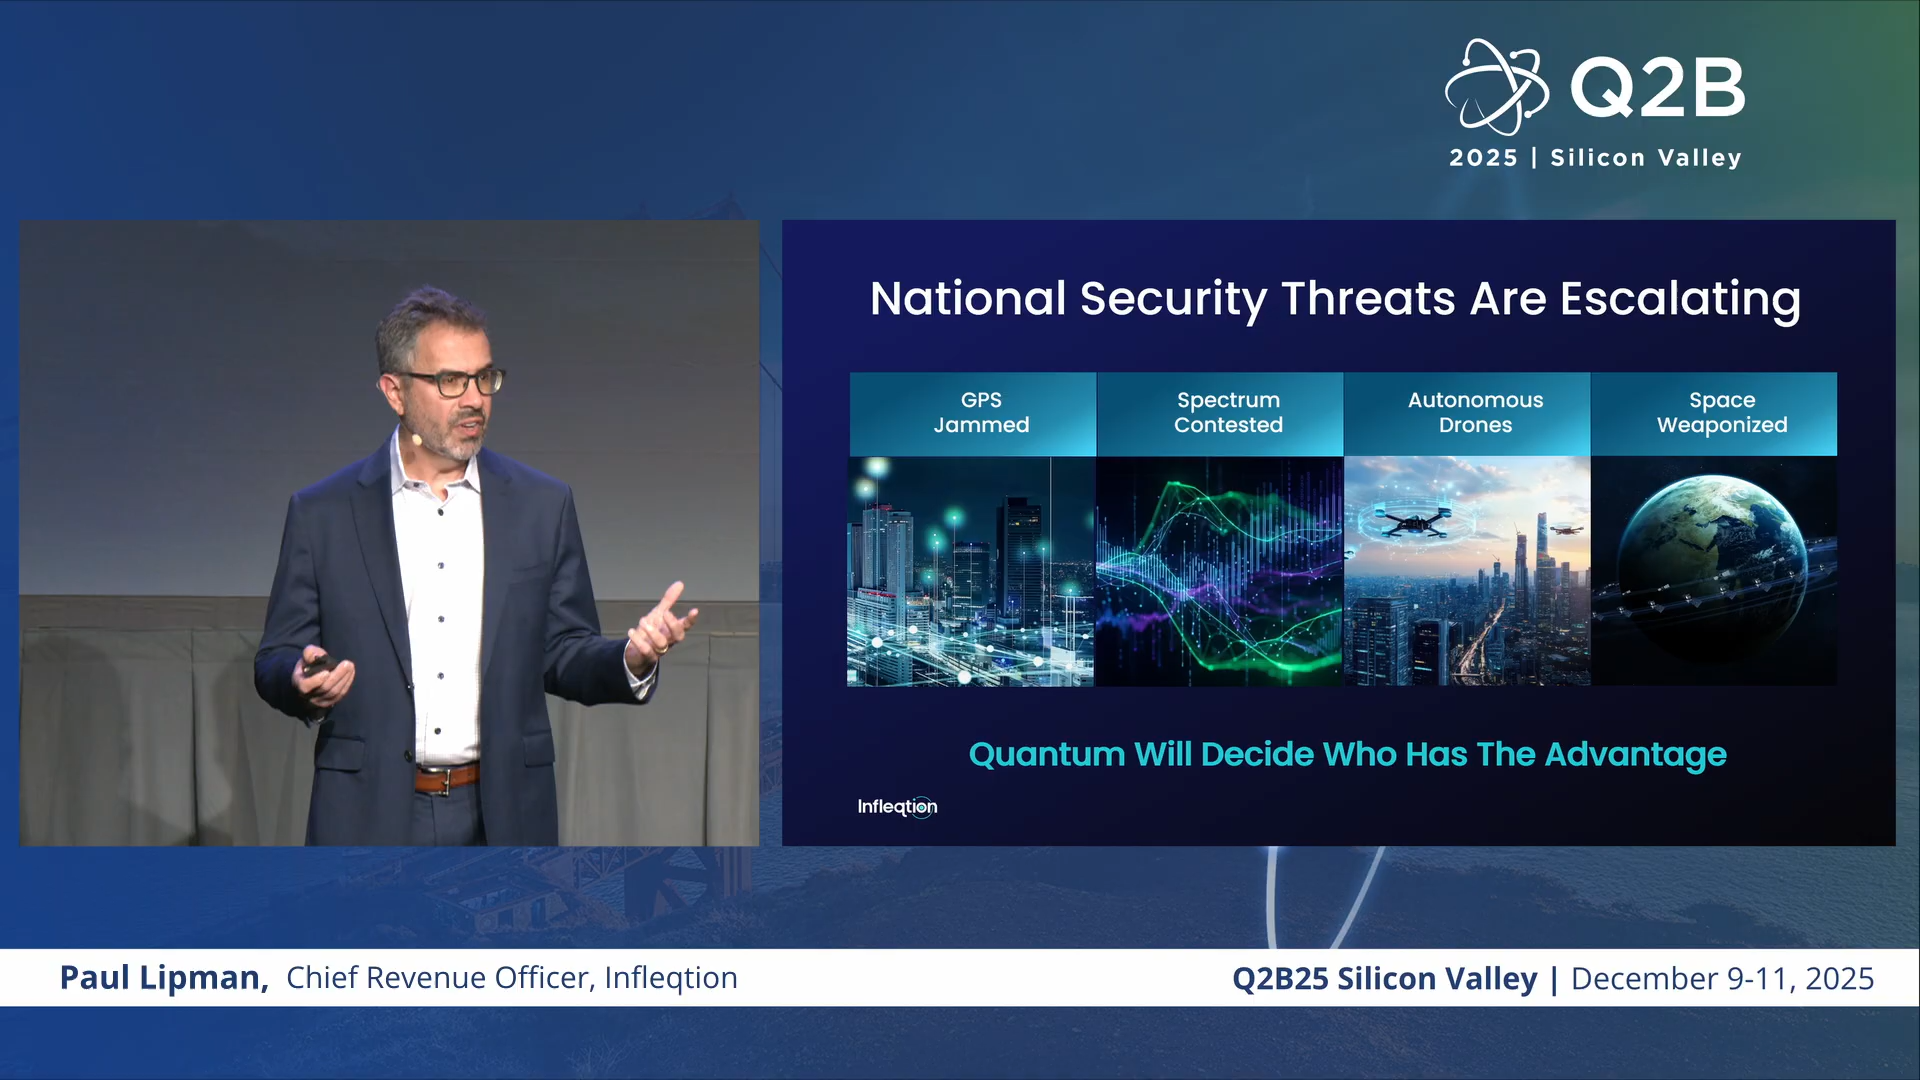 Q2B
2025 | Silicon Valley
National Security Threats Are Escalating
GPS
Jammed
Spectrum
Contested
Autonomous
Drones
Space
Weaponized
Quantum Will Decide Who Has The Advantage
Infleqtion
Paul Lipman, Chief Revenue Officer, Infleqtion
Q2B25 Silicon Valley | December 9-11, 2025